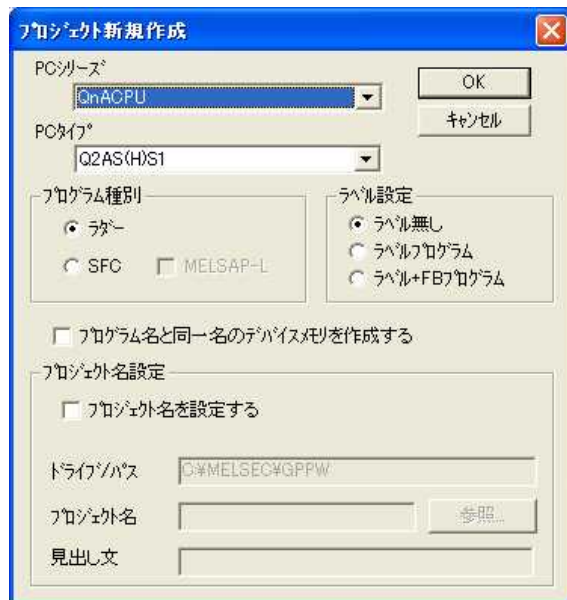 ﾌﾟﾛｼﾞｪｸﾄ新規作成
PCｼﾘｰｽﾞ
QnACPU
OK
PCﾀｲﾌﾟ
ｷｬﾝｾﾙ
Q2AS(H)S1
ﾌﾟﾛｸﾞﾗﾑ種別
ﾗﾀﾞｰ
SFC
MELSAP-L
ﾗﾍﾞﾙ設定
ﾗﾍﾞﾙ無し
ﾗﾍﾞﾙﾌﾟﾛｸﾞﾗﾑ
ﾗﾍﾞﾙ+FBﾌﾟﾛｸﾞﾗﾑ
ﾌﾟﾛｸﾞﾗﾑ名と同一名のﾃﾞﾊﾞｲｽﾒﾓﾘを作成する
ﾌﾟﾛｼﾞｪｸﾄ名設定
ﾌﾟﾛｼﾞｪｸﾄ名を設定する
ﾄﾞﾗｲﾌﾞ/ﾊﾟｽ
C:¥MELSEC¥GPPW
ﾌﾟﾛｼﾞｪｸﾄ名
参照...
見出し文